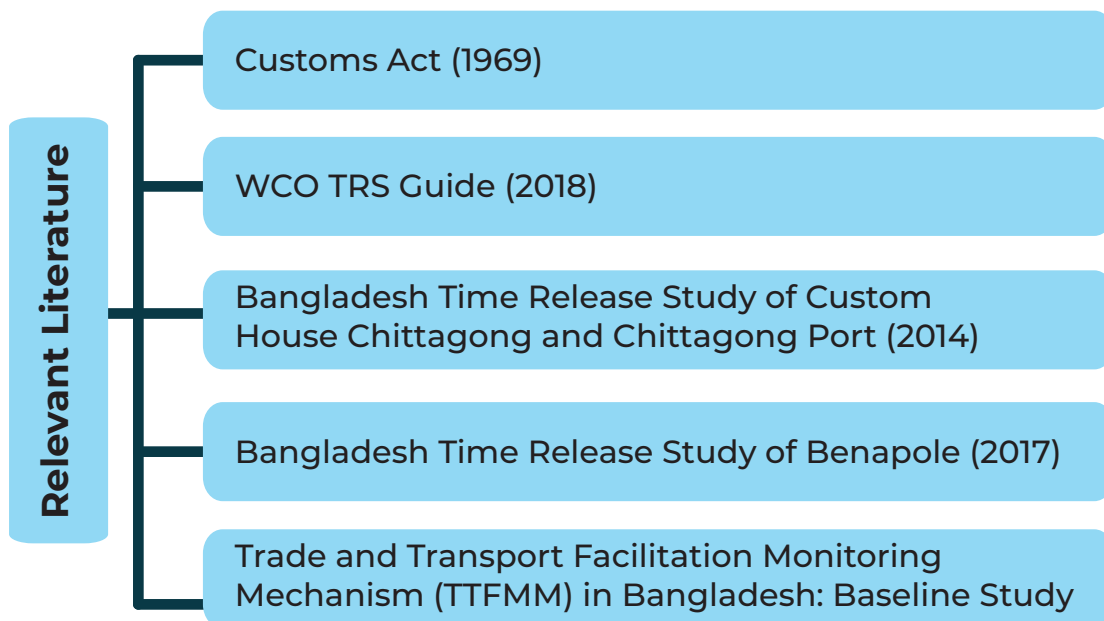 Relevant Literature
Customs Act (1969)
WCO TRS Guide (2018)
Bangladesh Time Release Study of Custom
House Chittagong and Chittagong Port (2014)
Bangladesh Time Release Study of Benapole (2017)
Trade and Transport Facilitation Monitoring
Mechanism (TTFMM) in Bangladesh: Baseline Study